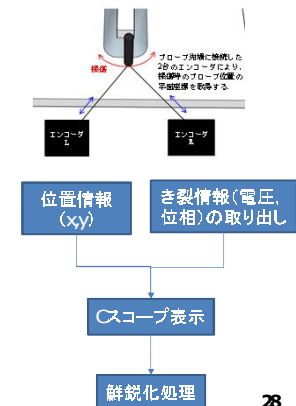 プローブ先端に接続した
2台のエンコーダにより、
掃引時のプローブ位置の
平面座標を取得する.
エンコーダ
L
エンコーダ
R
位置情報
(x,y)
き裂情報(電圧,
位相)の取り出し
Cスコープ表示
鮮鋭化処理
28